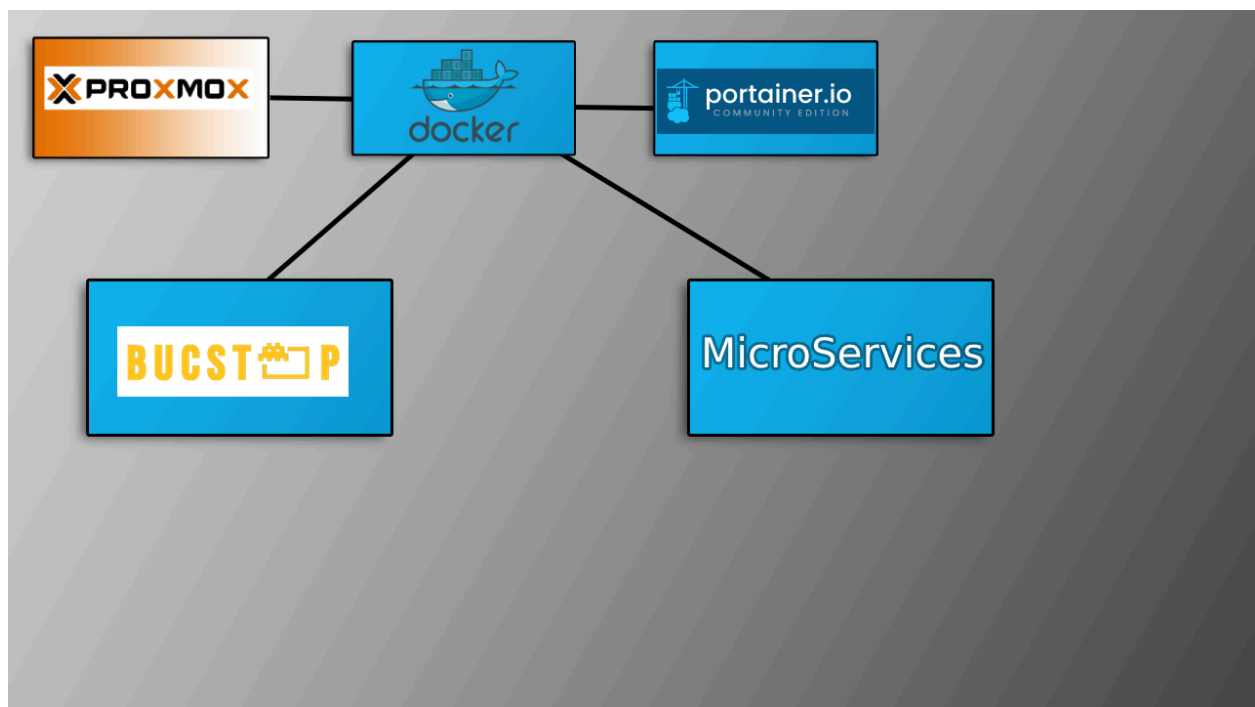 PROXMOX
docker
portainer.io
COMMUNITY EDITION
BUCSTOP
MicroServices